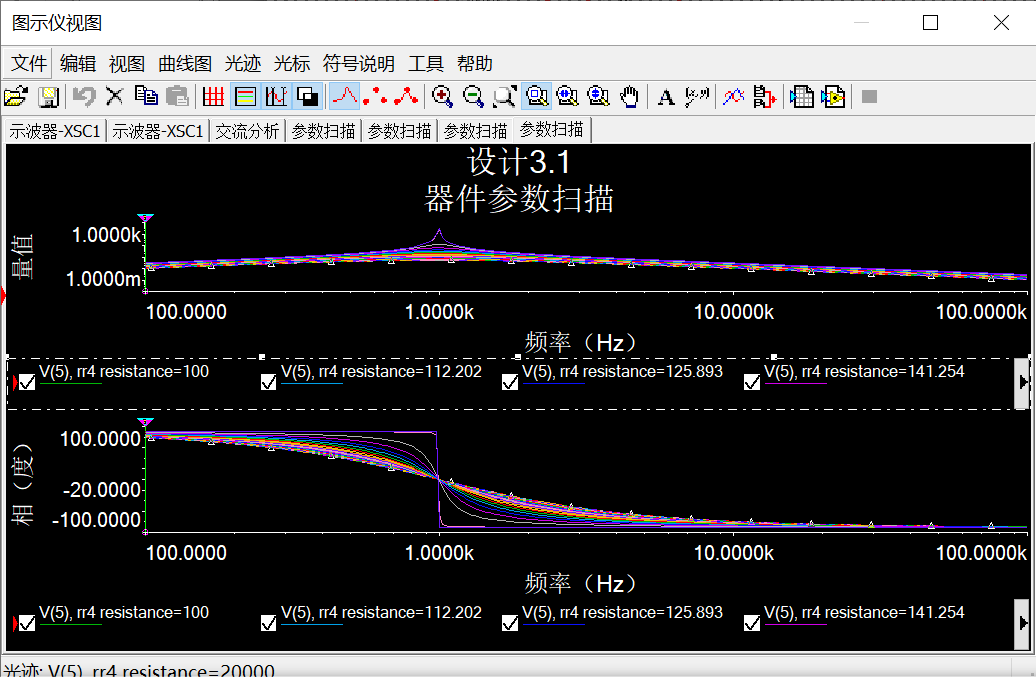 图示仪视图
文件 编辑 视图 曲线图 光迹 光标 符号说明 工具 帮助
A
示波器-XSC1 示波器-XSC1 交流分析 参数扫描 参数扫描 参数扫描 参数扫描
设计3.1
器件参数扫描
量值
1.0000k
1.0000m
100.0000 1.0000k 10.0000k 100.0000k
频率（Hz）
V(5), rr4 resistance=100 V(5), rr4 resistance=112.202 V(5), rr4 resistance=125.893 V(5), rr4 resistance=141.254
相（度）
100.0000
-20.0000
-100.0000
100.0000 1.0000k 10.0000k 100.0000k
频率（Hz）
V(5), rr4 resistance=100 V(5), rr4 resistance=112.202 V(5), rr4 resistance=125.893 V(5), rr4 resistance=141.254
光迹: V(5), rr4 resistance=20000